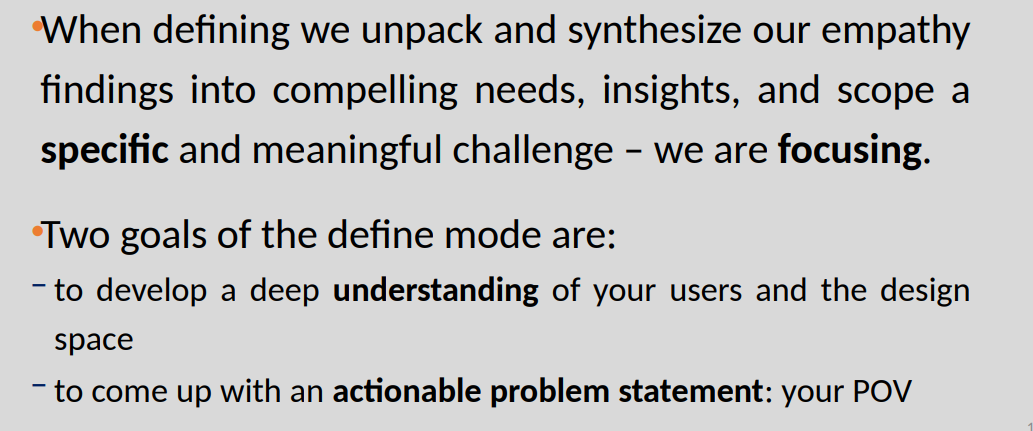 •When defining we unpack and synthesize our empathy
findings into compelling needs, insights, and scope a
specific and meaningful challenge – we are focusing.
•Two goals of the define mode are:
– to develop a deep understanding of your users and the design
space
– to come up with an actionable problem statement: your POV